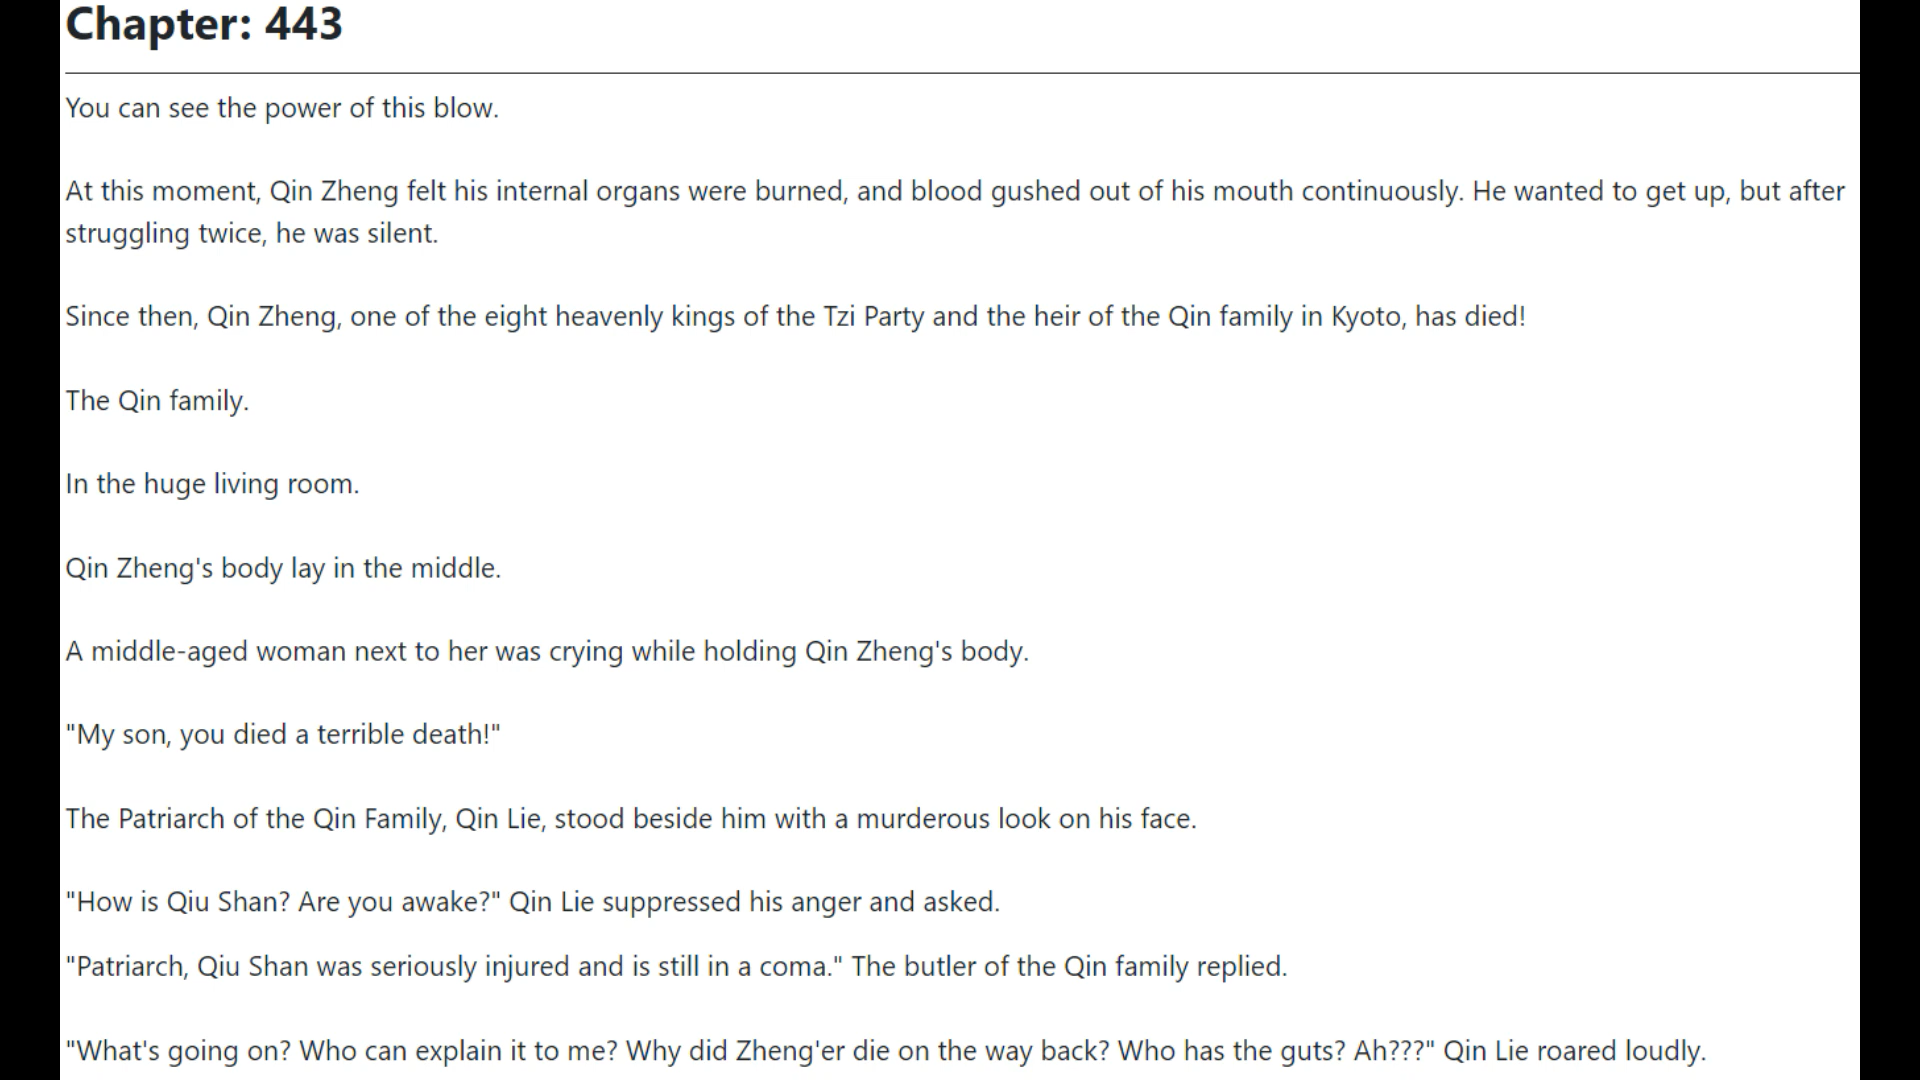 Chapter: 443
You can see the power of this blow.
At this moment, Qin Zheng felt his internal organs were burned, and blood gushed out of his mouth continuously. He wanted to get up, but after
struggling twice, he was silent.
Since then, Qin Zheng, one of the eight heavenly kings of the Tzi Party and the heir of the Qin family in Kyoto, has died!
The Qin family.
In the huge living room.
Qin Zheng's body lay in the middle.
A middle-aged woman next to her was crying while holding Qin Zheng's body.
"My son, you died a terrible death!"
The Patriarch of the Qin Family, Qin Lie, stood beside him with a murderous look on his face.
"How is Qiu Shan? Are you awake?" Qin Lie suppressed his anger and asked.
"Patriarch, Qiu Shan was seriously injured and is still in a coma." The butler of the Qin family replied.
"What's going on? Who can explain it to me? Why did Zheng'er die on the way back? Who has the guts? Ah???" Qin Lie roared loudly.